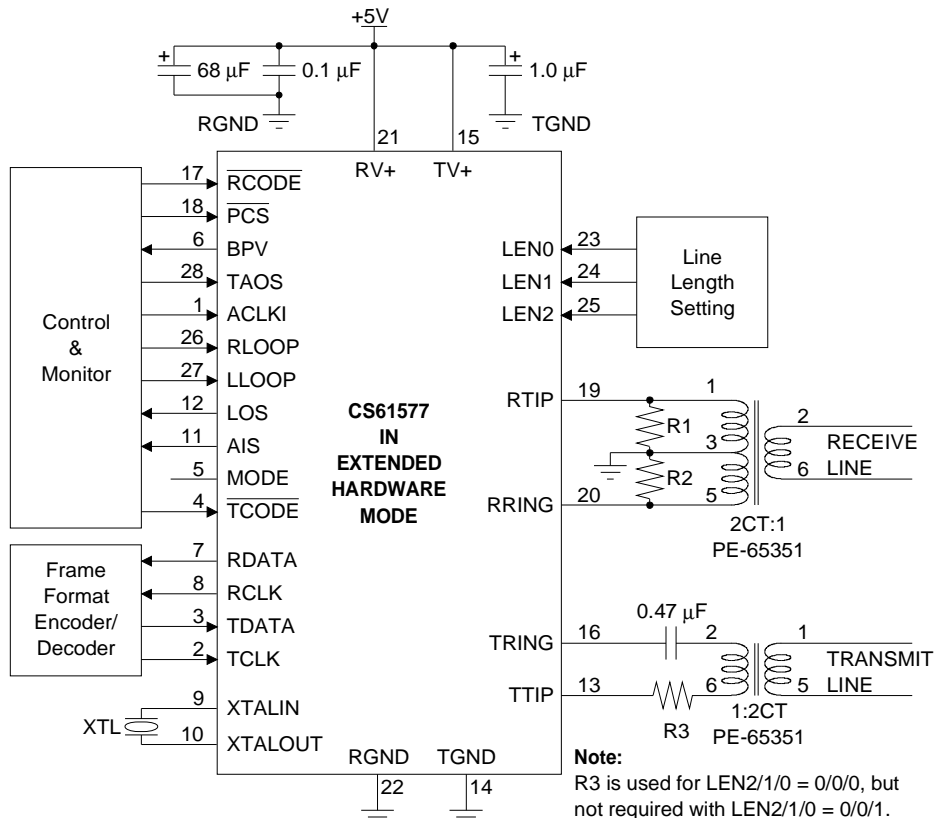 +5V
+
68 μF
0.1 μF
+
1.0 μF
RGND
TGND
21
15
RV+
TV+
Control
&
Monitor
17
RCODE
18
PCS
6
BPV
28
TAOS
1
ACLKI
26
RLOOP
27
LLOOP
12
LOS
11
AIS
5
MODE
4
TCODE
Frame
Format
Encoder/
Decoder
7
RDATA
8
RCLK
3
TDATA
2
TCLK
XTL
9
XTALIN
10
XTALOUT
CS61577
IN
EXTENDED
HARDWARE
MODE
LEN0
23
LEN1
24
LEN2
25
Line
Length
Setting
RTIP
19
RRING
20
R1
R2
1
3
5
2
6
RECEIVE
LINE
2CT:1
PE-65351
TRING
16
0.47 μF
TTIP
13
R3
2
6
1
5
TRANSMIT
LINE
1:2CT
PE-65351
RGND
TGND
22
14
Note:
R3 is used for LEN2/1/0 = 0/0/0, but
not required with LEN2/1/0 = 0/0/1.